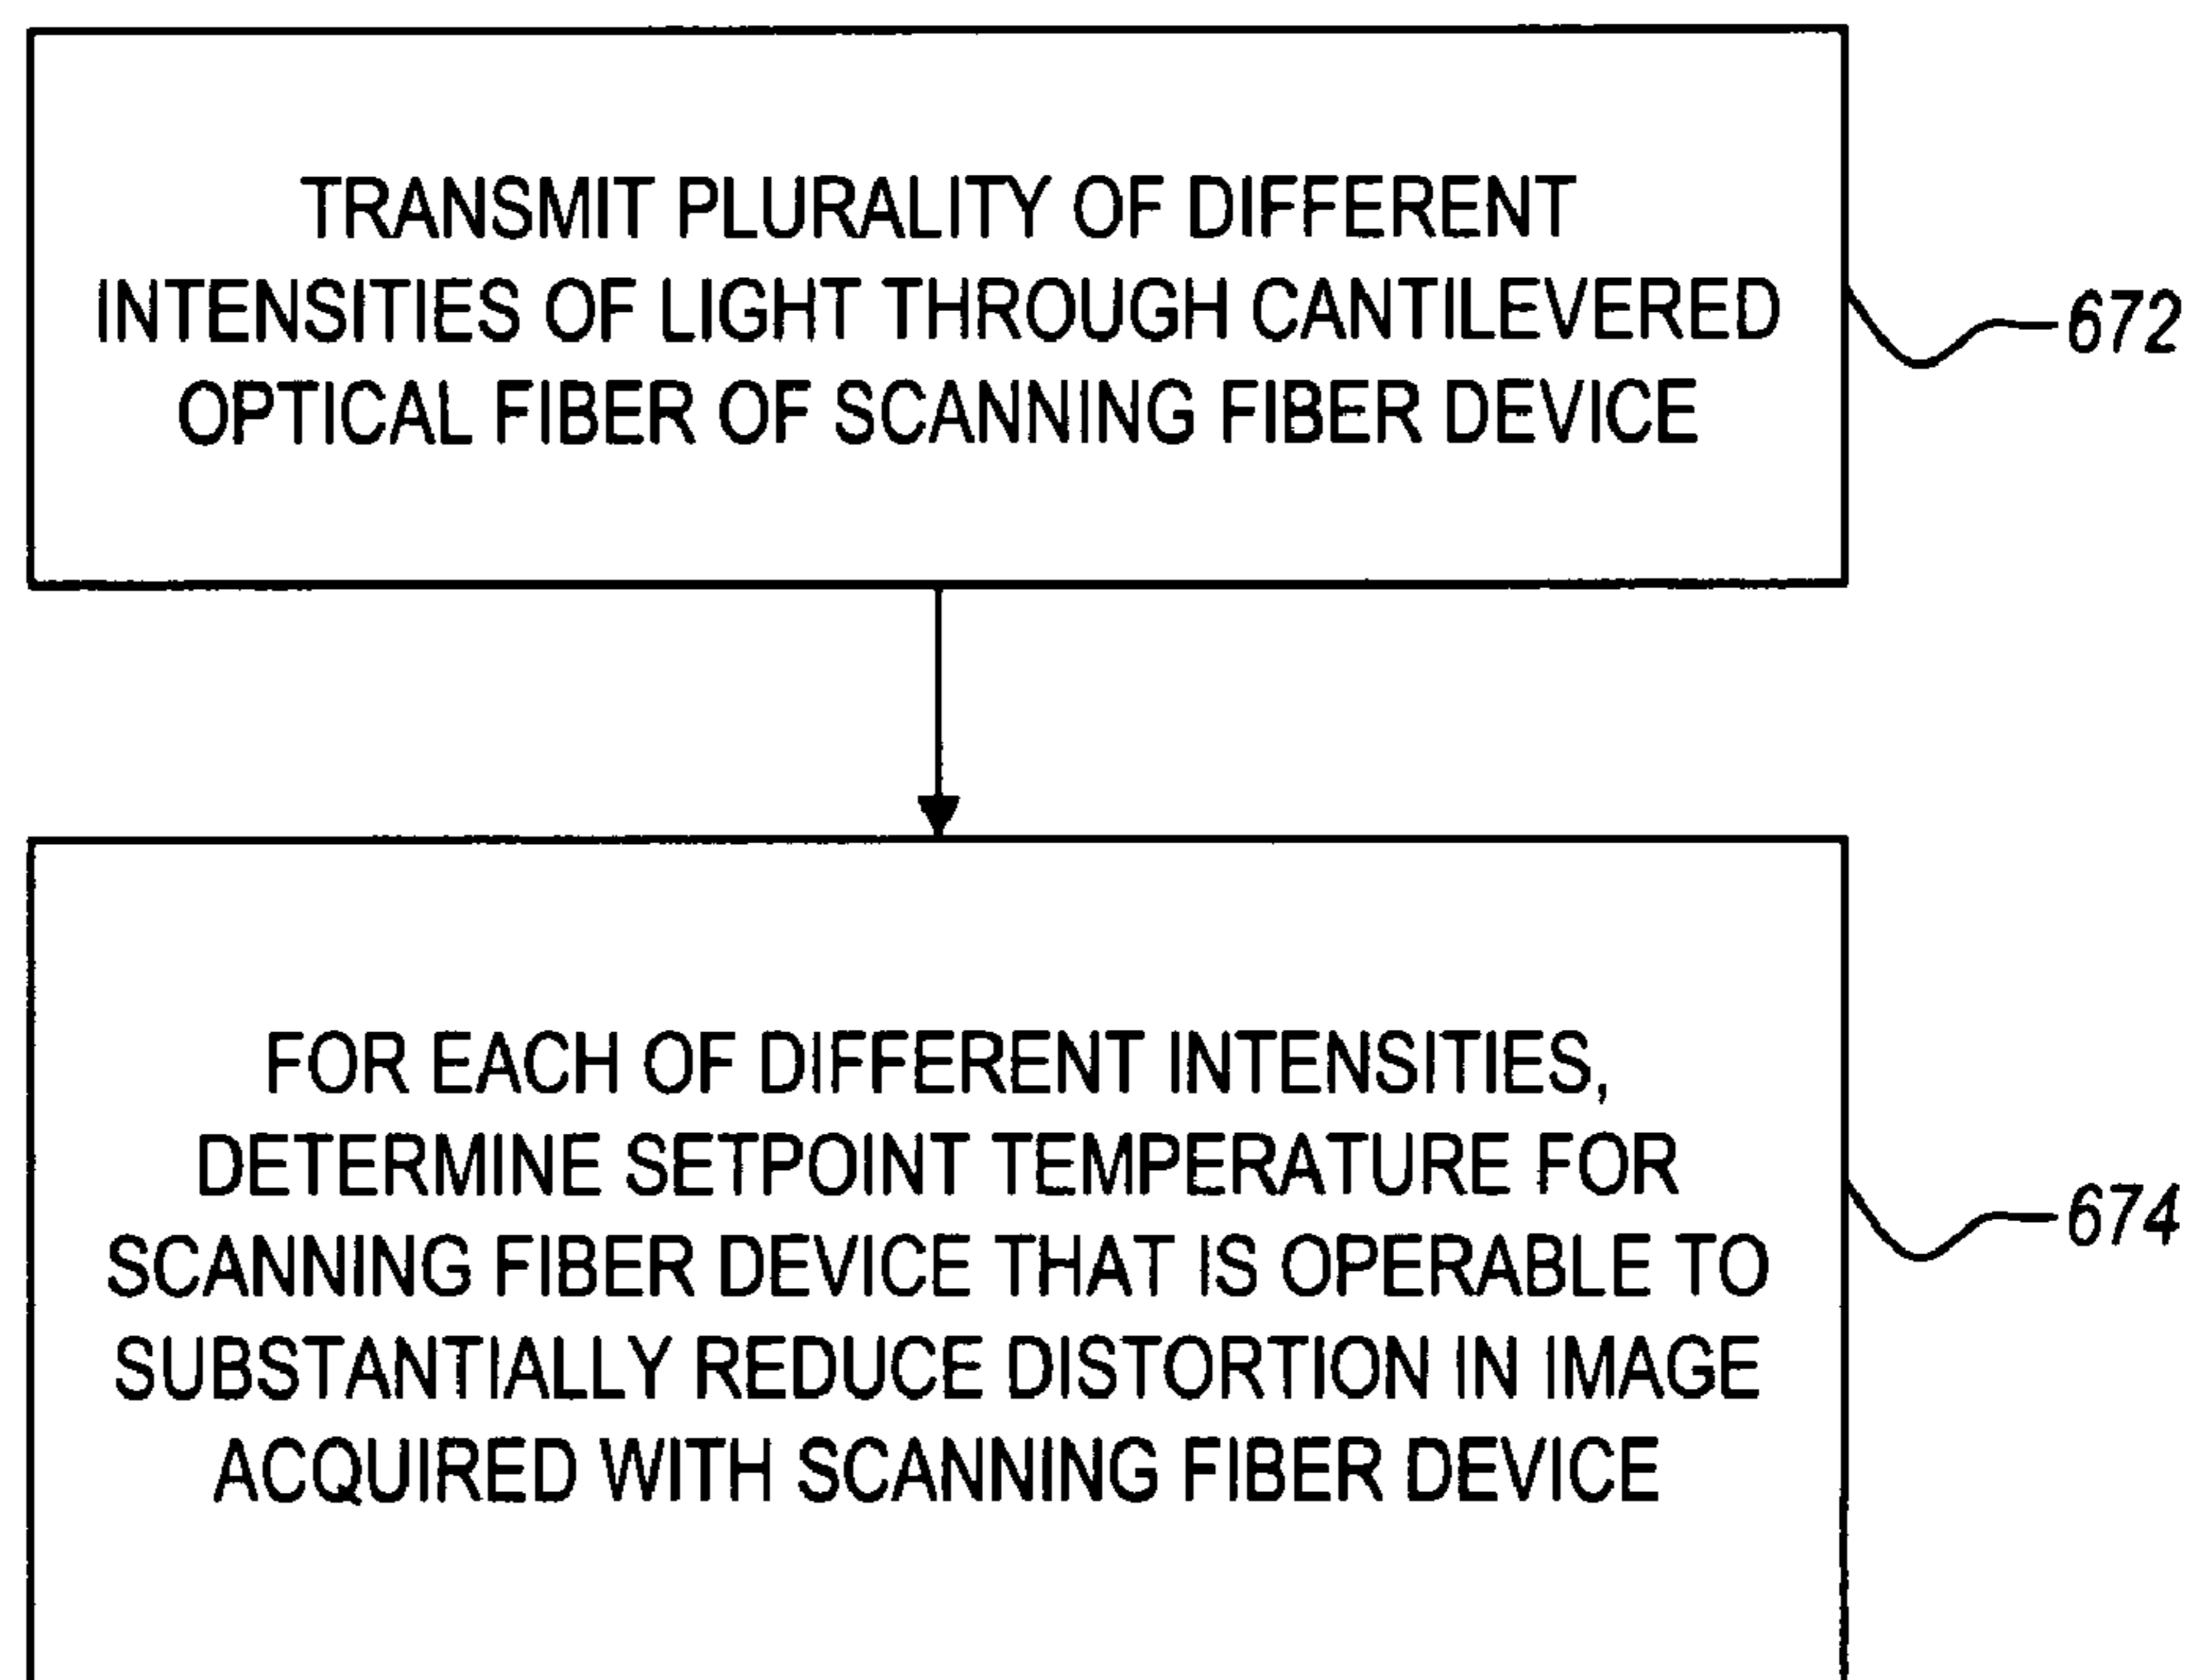 TRANSMIT PLURALITY OF DIFFERENT
INTENSITIES OF LIGHT THROUGH CANTILEVERED
OPTICAL FIBER OF SCANNING FIBER DEVICE
672
FOR EACH OF DIFFERENT INTENSITIES,
DETERMINE SETPOINT TEMPERATURE FOR
SCANNING FIBER DEVICE THAT IS OPERABLE TO
SUBSTANTIALLY REDUCE DISTORTION IN IMAGE
ACQUIRED WITH SCANNING FIBER DEVICE
674